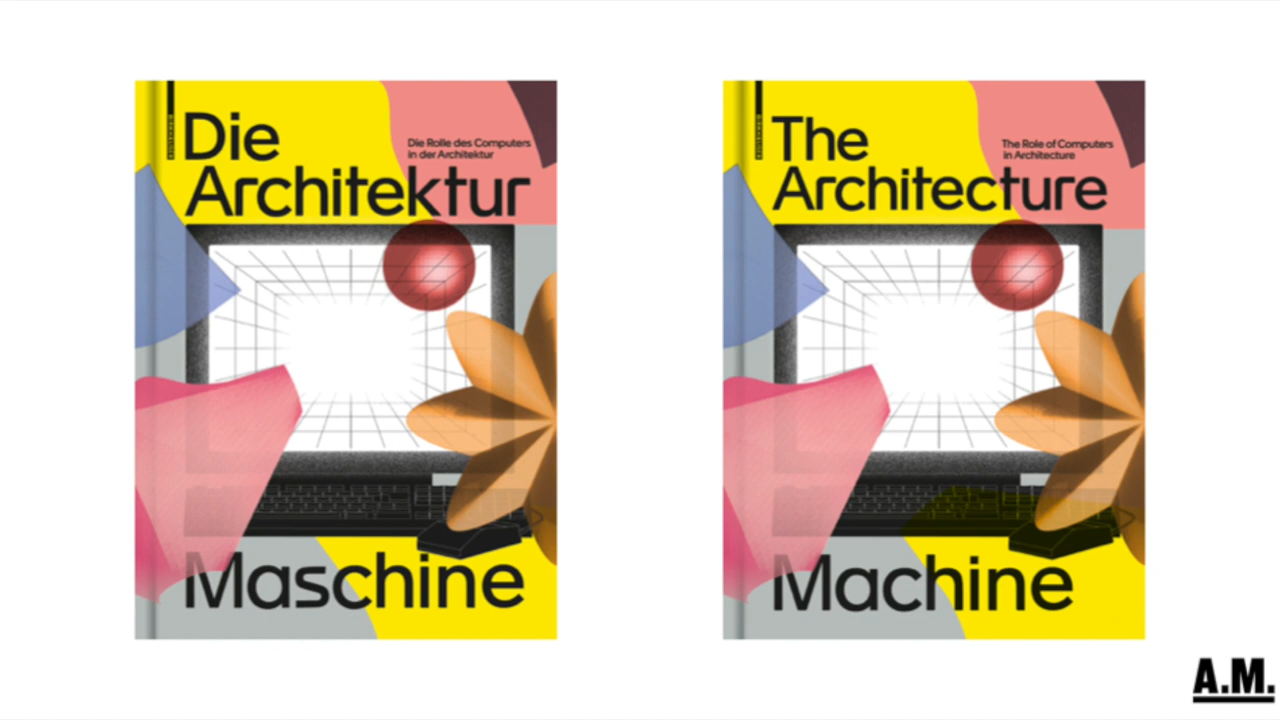 Die
Architektur
Die Rolle des Computers
in der Architektur
Maschine
The
Architecture
The Role of Computers
in Architecture
Machine
A.M.